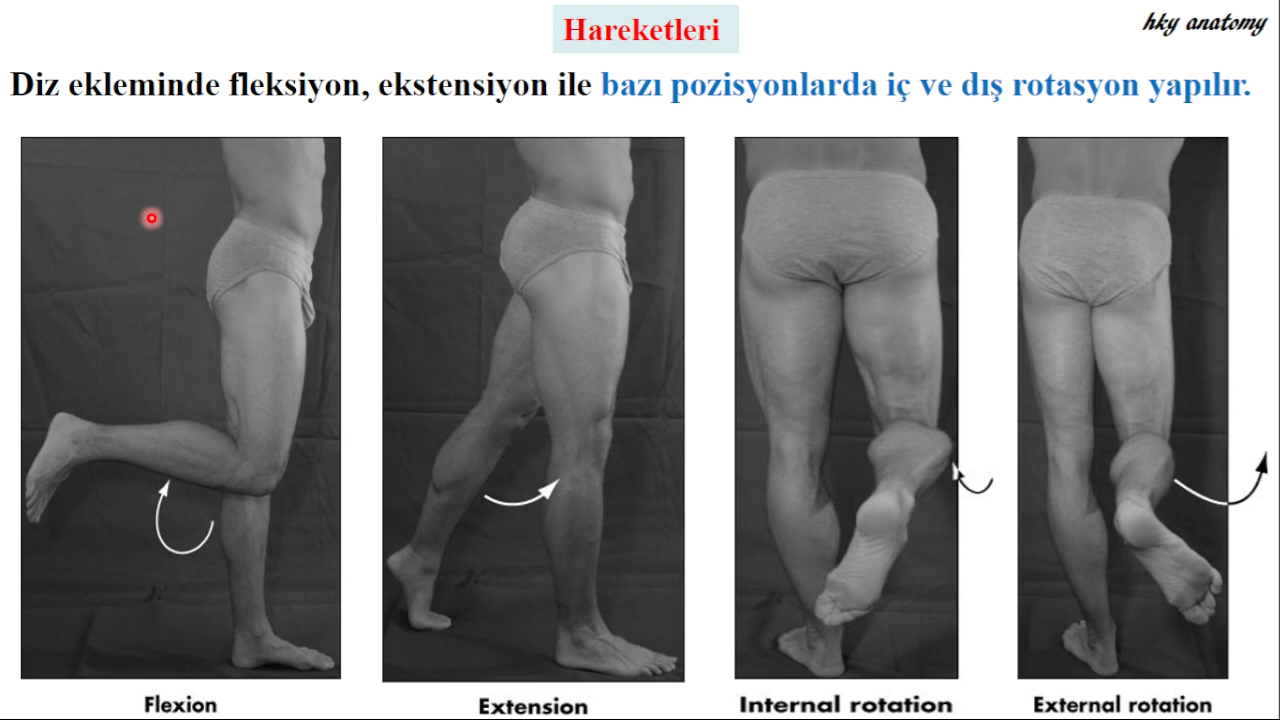 Hareketleri
hky anatomy
Diz ekleminde fleksiyon, ekstensiyon ile bazı pozisyonlarda iç ve dış rotasyon yapılır.
Flexion
Extension
Internal rotation
External rotation